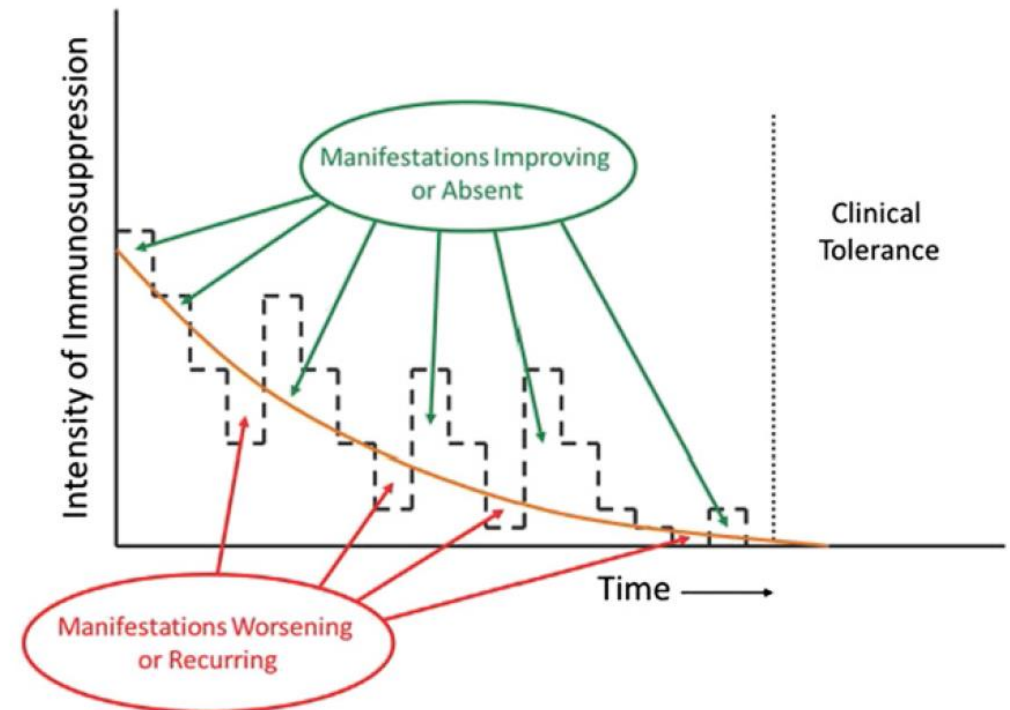 Intensity of Immunosuppression
Manifestations Improving
or Absent
Clinical
Tolerance
Time
Manifestations Worsening
or Recurring